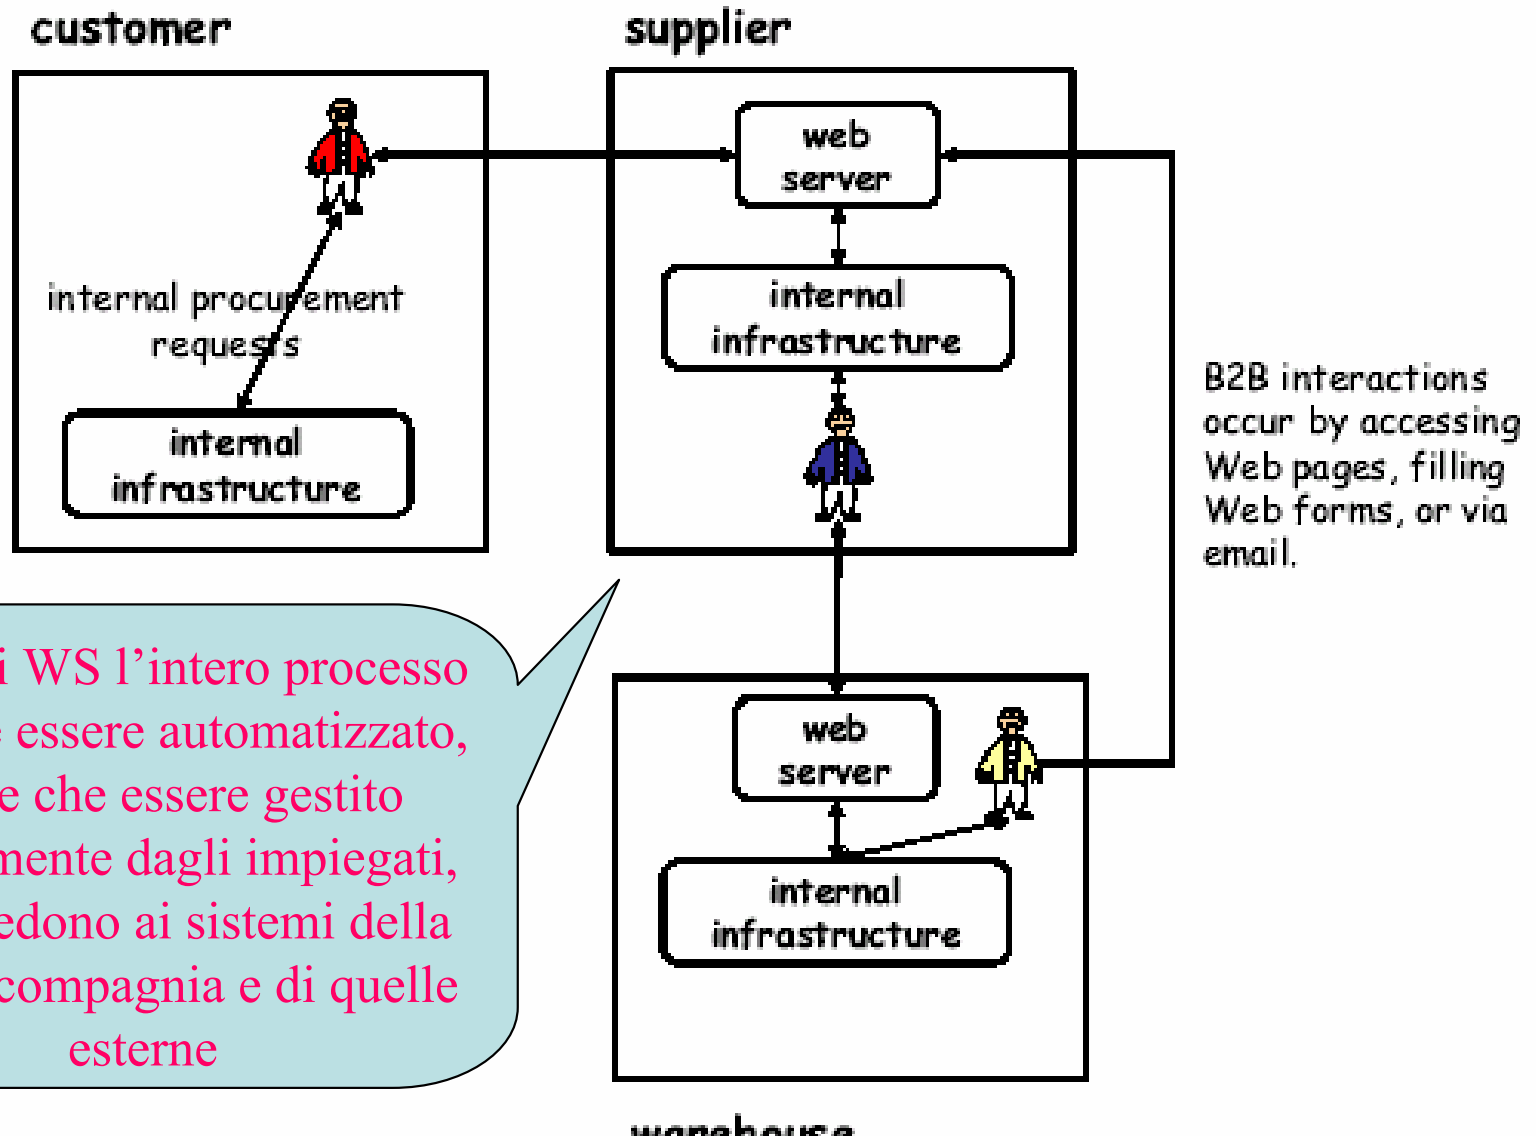 customer
supplier
web
server
internal procurement
requests
internal
infrastructure
internal
infrastructure
B2B interactions
occur by accessing
Web pages, filling
Web forms, or via
email.
i WS l’intero processo
essere automatizzato,
che essere gestito
dagli impiegati,
ai sistemi della
compagnia e di quelle
esterne
web
server
internal
infrastructure
warehouse